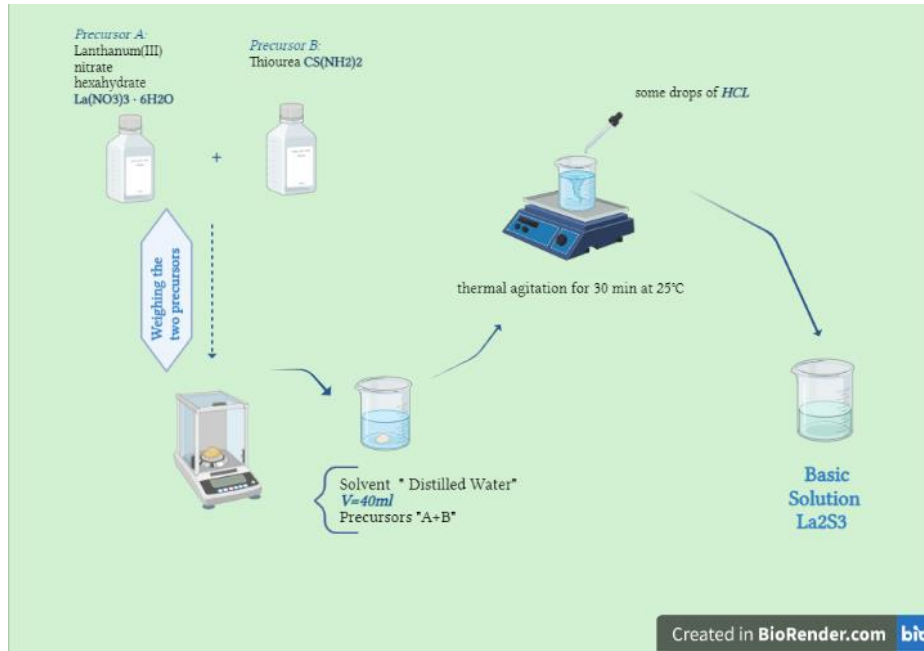 Precursor A:
Lanthanum(III)
nitrate
hexahydrate
La(NO3)3 · 6H2O
Precursor B:
Thiourea CS(NH2)2
+
Weighing the
two precursors
some drops of HCL
thermal agitation for 30 min at 25°C
Solvent " Distilled Water"
V=40ml
Precursors "A+B"
Basic
Solution
La2S3
Created in BioRender.com bio